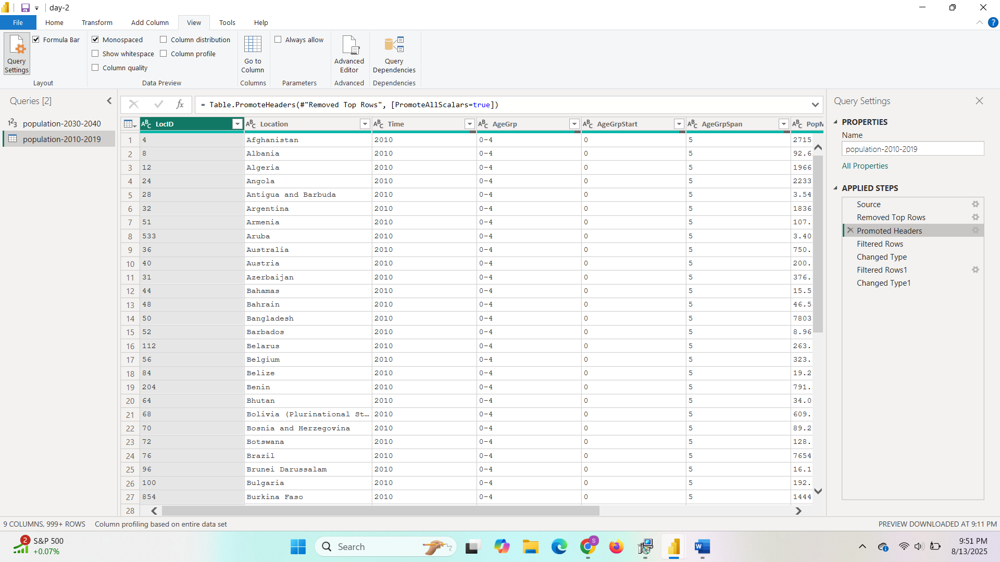 day-2
File Home Transform Add Column View Tools Help
Query Settings
Formula Bar
Layout
Monospaced
Show whitespace
Column quality
Column distribution
Column profile
Data Preview
Go to Column
Columns
Always allow
Parameters
Advanced Editor
Advanced
Query Dependencies
Dependencies
Queries [2]
population-2030-2040
population-2010-2019
= Table.PromoteHeaders(#"Removed Top Rows", [PromoteAllScalars=true])
LocID Location Time AgeGrp AgeGrpStart AgeGrpSpan PopM
1 4 Afghanistan 2010 0-4 0 5 2715
2 8 Albania 2010 0-4 0 5 92.6
3 12 Algeria 2010 0-4 0 5 1966
4 24 Angola 2010 0-4 0 5 2233
5 28 Antigua and Barbuda 2010 0-4 0 5 3.54
6 32 Argentina 2010 0-4 0 5 1836
7 51 Armenia 2010 0-4 0 5 107.
8 533 Aruba 2010 0-4 0 5 3.40
9 36 Australia 2010 0-4 0 5 750.
10 40 Austria 2010 0-4 0 5 200.
11 31 Azerbaijan 2010 0-4 0 5 376.
12 44 Bahamas 2010 0-4 0 5 15.5
13 48 Bahrain 2010 0-4 0 5 46.5
14 50 Bangladesh 2010 0-4 0 5 7803
15 52 Barbados 2010 0-4 0 5 8.96
16 112 Belarus 2010 0-4 0 5 263.
17 56 Belgium 2010 0-4 0 5 323.
18 84 Belize 2010 0-4 0 5 19.2
19 204 Benin 2010 0-4 0 5 791.
20 64 Bhutan 2010 0-4 0 5 34.0
21 68 Bolivia (Plurinational St... 2010 0-4 0 5 609.
22 70 Bosnia and Herzegovina 2010 0-4 0 5 89.2
23 72 Botswana 2010 0-4 0 5 128.
24 76 Brazil 2010 0-4 0 5 7654
25 96 Brunei Darussalam 2010 0-4 0 5 16.1
26 100 Bulgaria 2010 0-4 0 5 192.
27 854 Burkina Faso 2010 0-4 0 5 1444
28
Query Settings
PROPERTIES
Name
population-2010-2019
All Properties
APPLIED STEPS
Source
Removed Top Rows
Promoted Headers
Filtered Rows
Changed Type
Filtered Rows1
Changed Type1
9 COLUMNS, 999+ ROWS Column profiling based on entire data set
PREVIEW DOWNLOADED AT 9:11 PM
2
S&P 500
+0.07%
Search
9:51 PM
8/13/2025